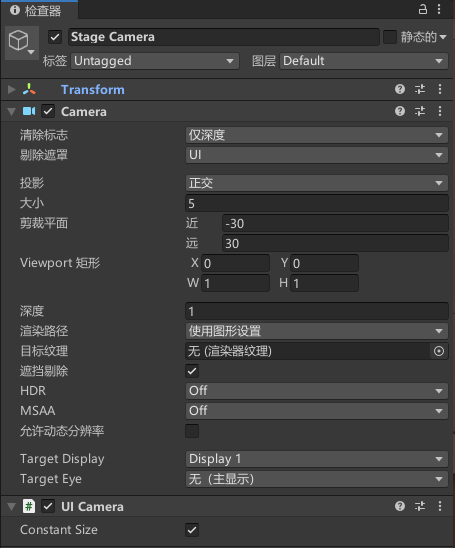 检查器
Stage Camera 静态的
标签 Untagged 图层 Default
Transform
Camera
清除标志 仅深度
剔除遮罩 UI
投影 正交
大小 5
剪裁平面 近 -30
远 30
Viewport 矩形 X 0 Y 0
W 1 H 1
深度 1
渲染路径 使用图形设置
目标纹理 无 (渲染器纹理)
遮挡剔除
HDR Off
MSAA Off
允许动态分辨率
Target Display Display 1
Target Eye 无（主显示）
# UI Camera
Constant Size